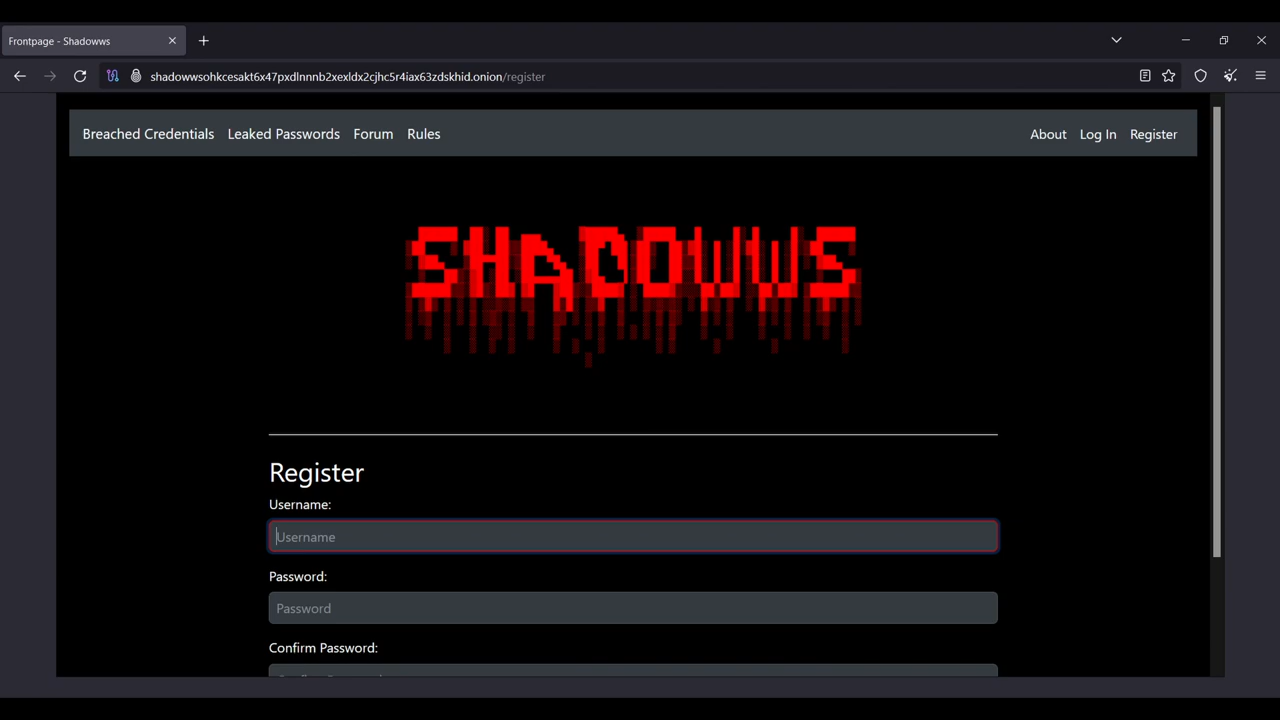 Frontpage - Shadowws
shadowwsohkcesakt6x47pxdlnnnb2xexldx2cjhc5r4iax63zdskhid.onion/register
Breached Credentials Leaked Passwords Forum Rules About Log In Register
SHADOWWS
Register
Username:
Username
Password:
Password
Confirm Password: